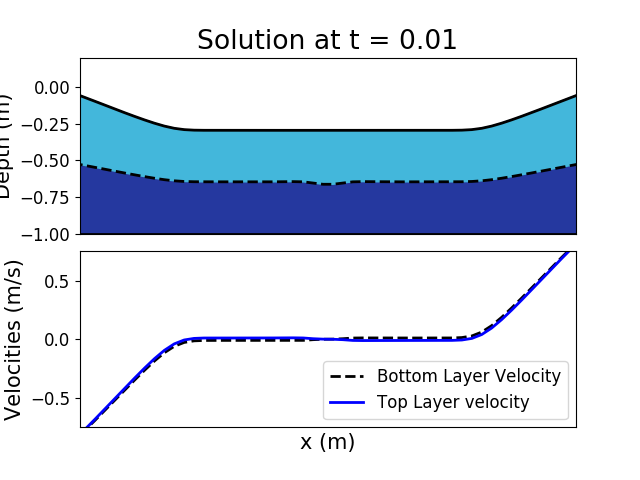 Solution at t = 0.01
Depth (m)
0.00
−0.25
−0.50
−0.75
−1.00
Velocities (m/s)
0.5
0.0
−0.5
Bottom Layer Velocity
Top Layer velocity
x (m)